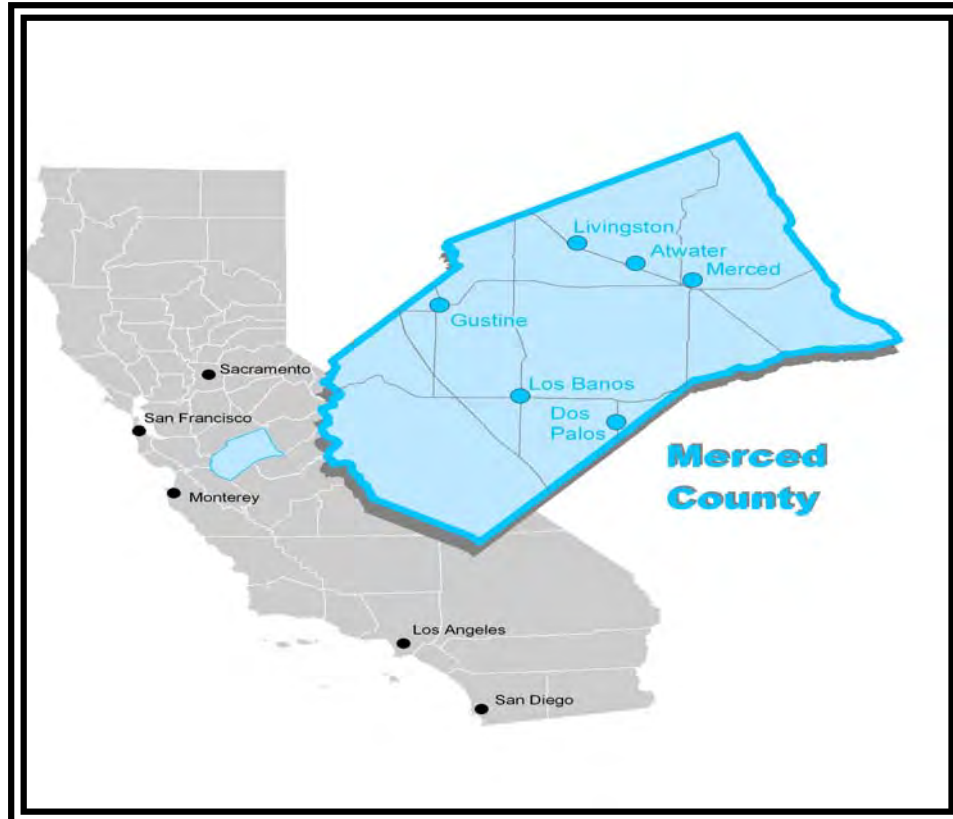 Livingston
Atwater
Merced
Gustine
Sacramento
Los Banos
San Francisco
Dos
Palos
Merced
County
Monterey
Los Angeles
San Diego